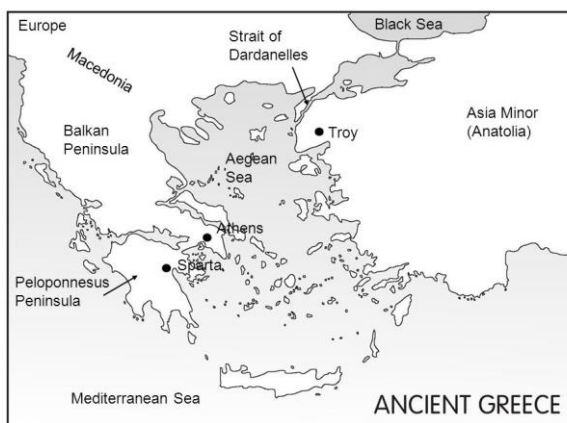 Europe
Black Sea
Strait of
Dardanelles
Macedonia
Asia Minor
(Anatolia)
Troy
Balkan
Peninsula
Aegean
Sea
Athens
Sparta
Peloponnesus
Peninsula
Mediterranean Sea
ANCIENT GREECE